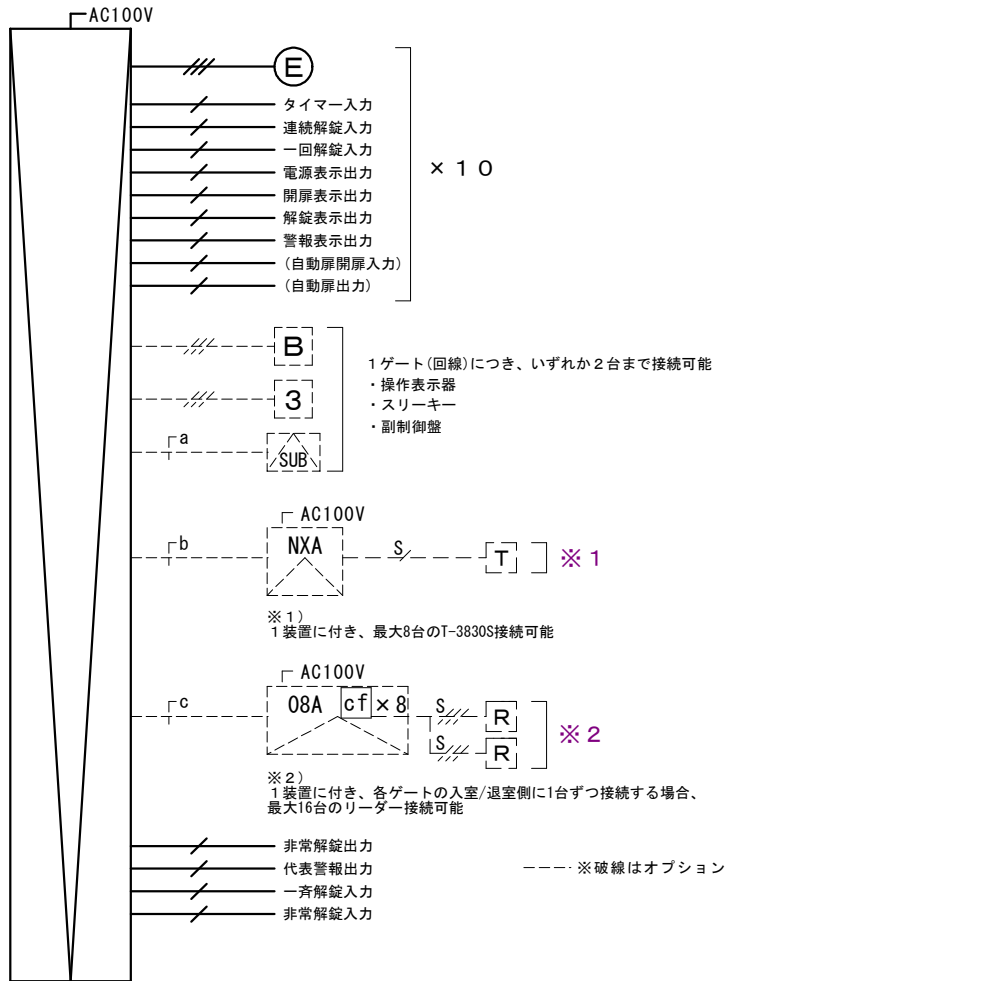 AC100V
E
タイマー入力
連続解錠入力
一回解錠入力
電源表示出力
開扉表示出力
解錠表示出力
警報表示出力
(自動扉開扉入力)
(自動扉出力)
×１０
B
3
a
SUB
１ゲート(回線)につき、いずれか２台まで接続可能
・操作表示器
・スリーキー
・副制御盤
b
AC100V
NXA
S
T
※１
※１)
１装置に付き、最大8台のT-3830S接続可能
c
AC100V
08A cf×8
S
R
S
R
※２
※２)
１装置に付き、各ゲートの入室/退室側に1台ずつ接続する場合、
最大16台のリーダー接続可能
非常解錠出力
代表警報出力
一斉解錠入力
非常解錠入力
※破線はオプション